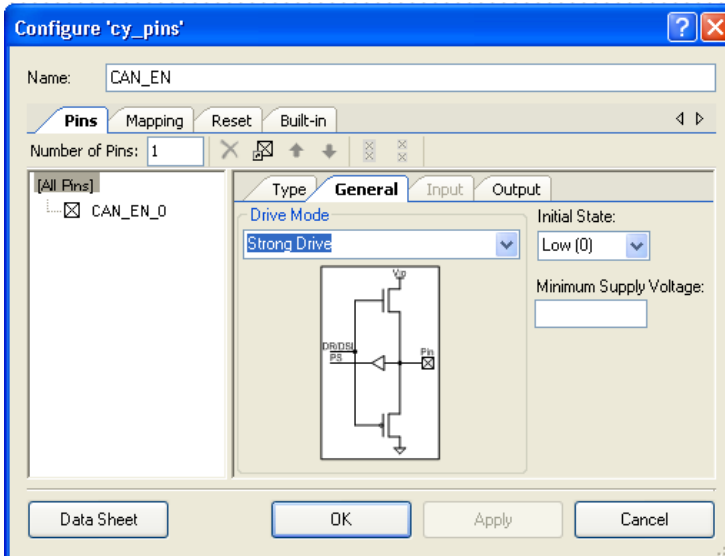 Configure 'cy_pins'
Name: CAN_EN
Pins Mapping Reset Built-in
Number of Pins: 1
[All Pins]
CAN_EN_0
Type General Input Output
Drive Mode
Strong Drive
Initial State:
Low (0)
Minimum Supply Voltage:
Vio
DR/DSI
PS
Pin
Data Sheet OK Apply Cancel